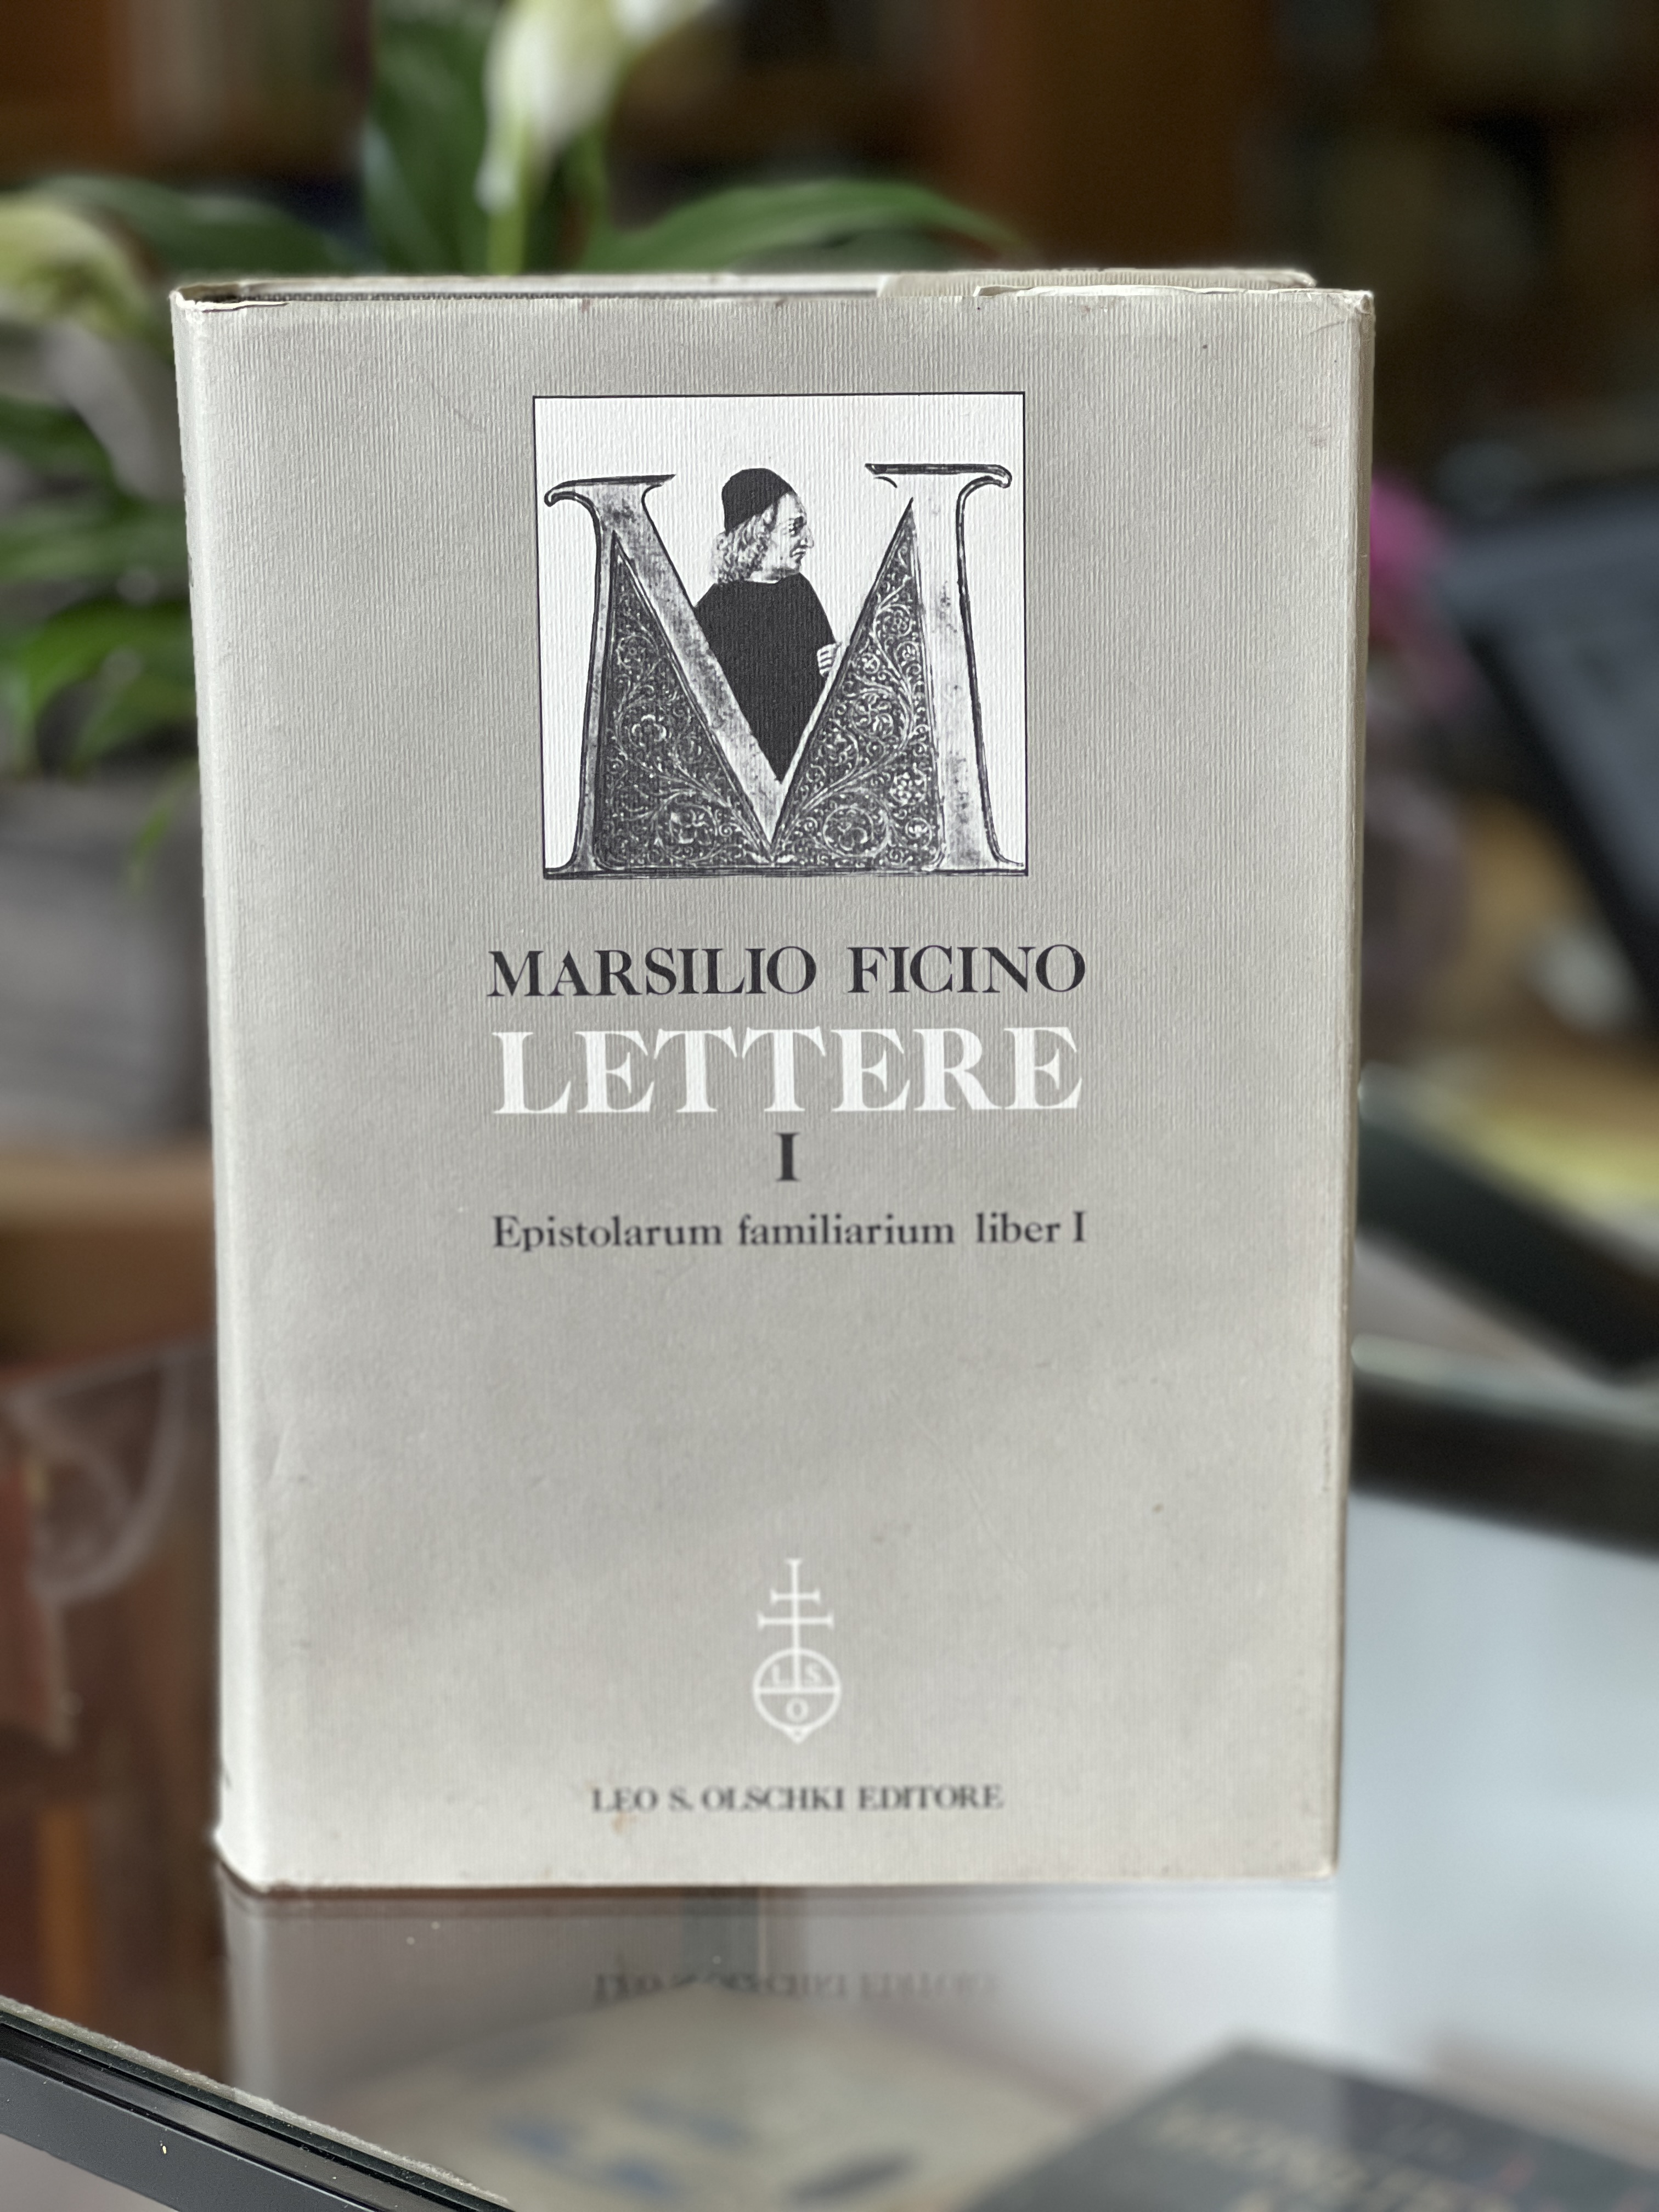 MARSILIO FICINO
LETTERE
I
Epistolarum familiarium liber I
L S
O
LEO S. OLSCHKI EDITORE